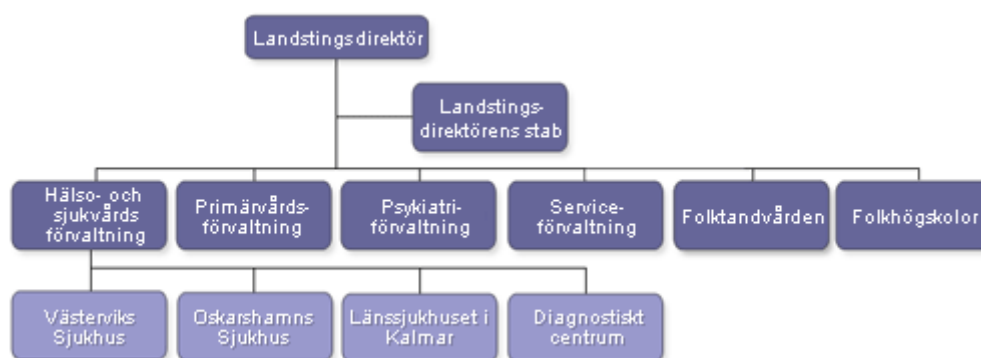 Landstingsdirektör
Landstings-
direktörens stab
Hälso- och
sjukvårds
förvaltning
Primärvårds-
förvaltning
Psykiatri-
förvaltning
Service-
förvaltning
Folktandvården
Folkhögskolor
Västerviks
Sjukhus
Oskarshamns
Sjukhus
Länssjukhuset i
Kalmar
Diagnostiskt
centrum